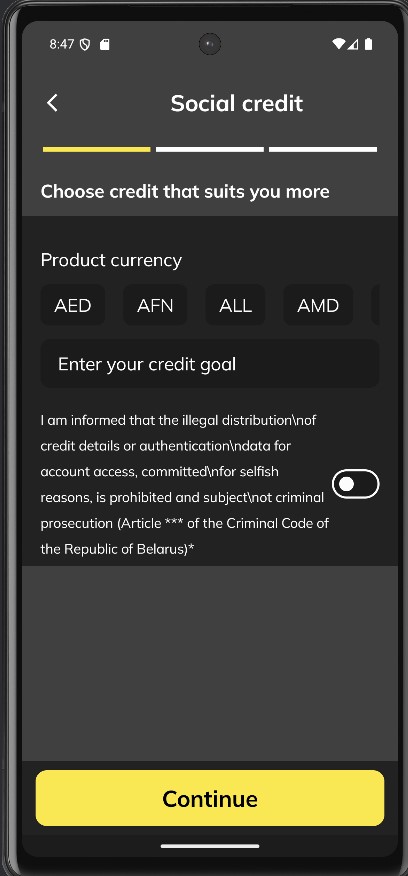 8:47
Social credit
Choose credit that suits you more
Product currency
AED AFN ALL AMD
Enter your credit goal
I am informed that the illegal distribution\nof
credit details or authentication\ndata for
account access, committed\nfor selfish
reasons, is prohibited and subject\not criminal
prosecution (Article *** of the Criminal Code of
the Republic of Belarus)*
Continue